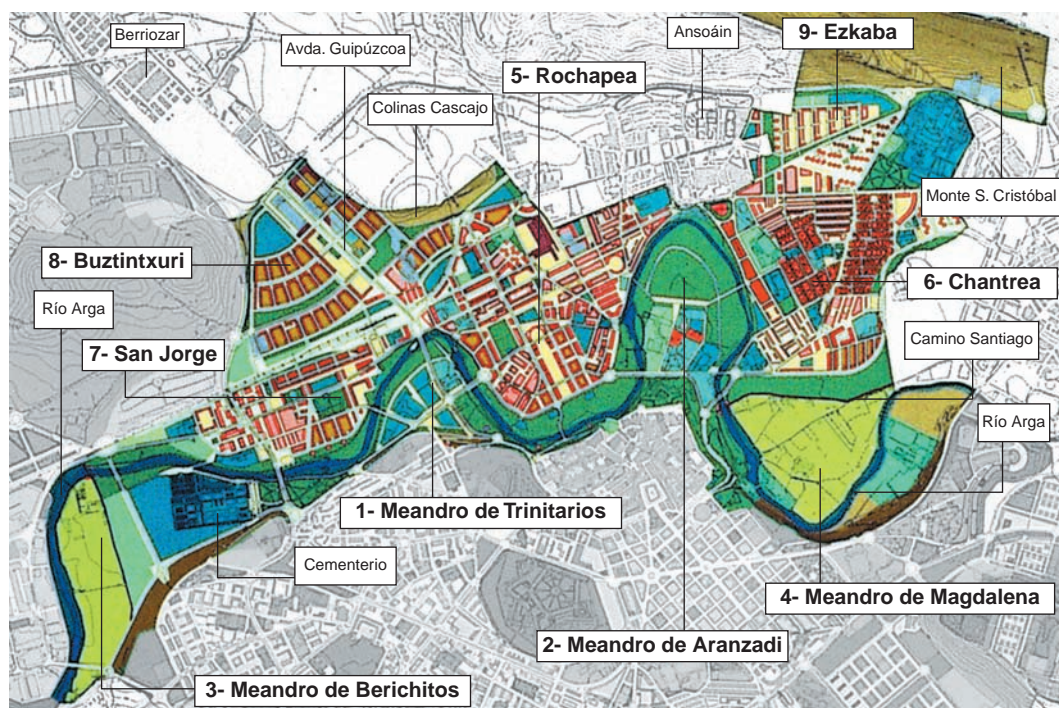 Berriozar
Avda. Guipúzcoa
Ansoáin
9- Ezkaba
5- Rochapea
Colinas Cascajo
Monte S. Cristóbal
8- Buztintxuri
6- Chantrea
Río Arga
Camino Santiago
7- San Jorge
Río Arga
1- Meandro de Trinitarios
Cementerio
4- Meandro de Magdalena
2- Meandro de Aranzadi
3- Meandro de Berichitos